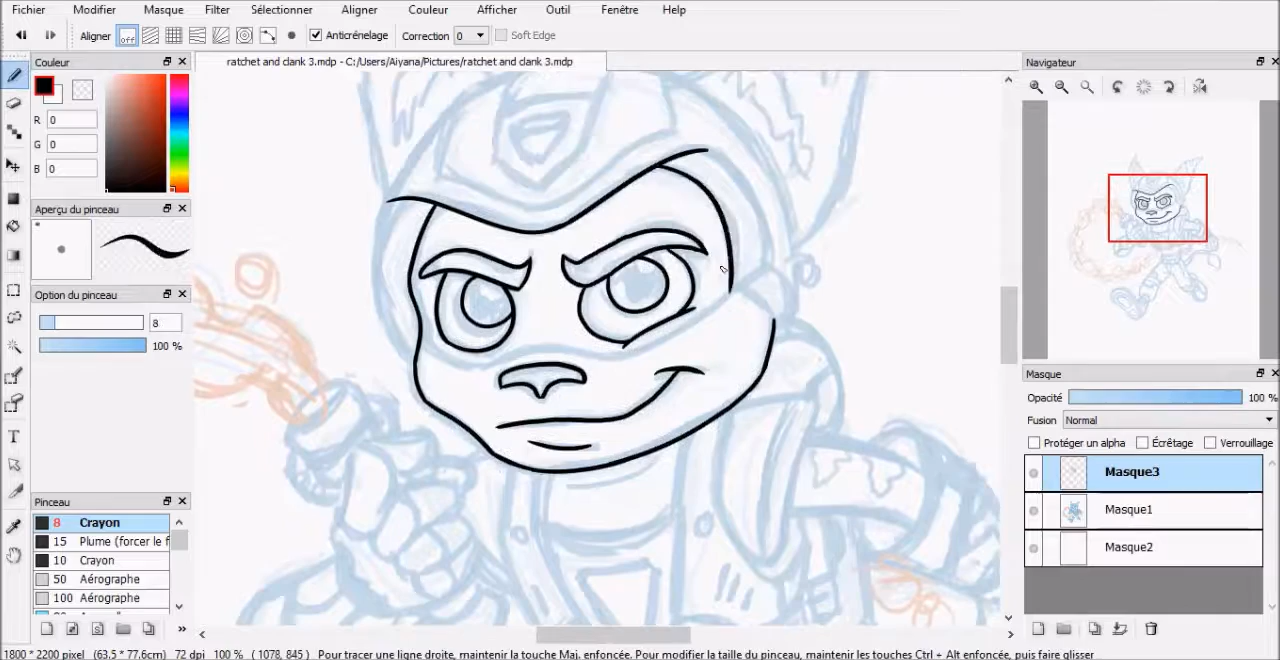 Fichier Modifier Masque Filter Sélectionner Aligner Couleur Afficher Outil Fenêtre Help
Aligner off Anticrénelage Correction 0 Soft Edge
Couleur
ratchet and clank 3.mdp - C:/Users/Aiyana/Pictures/ratchet and clank 3.mdp
Navigateur
R 0
G 0
B 0
Aperçu du pinceau
Option du pinceau
8
100 %
Masque
Opacité 100 %
Fusion Normal
Protéger un alpha Écrêtage Verrouillage
Masque3
Masque1
Masque2
T
Pinceau
8 Crayon
15 Plume (forcer le f
10 Crayon
50 Aérographe
100 Aérographe
1800 * 2200 pixel (63,5 * 77,6cm) 72 dpi 100 % ( 1078, 845 ) Pour tracer une ligne droite, maintenir la touche Maj. enfoncée. Pour modifier la taille du pinceau, maintenir les touches Ctrl + Alt enfoncée, puis faire glisser